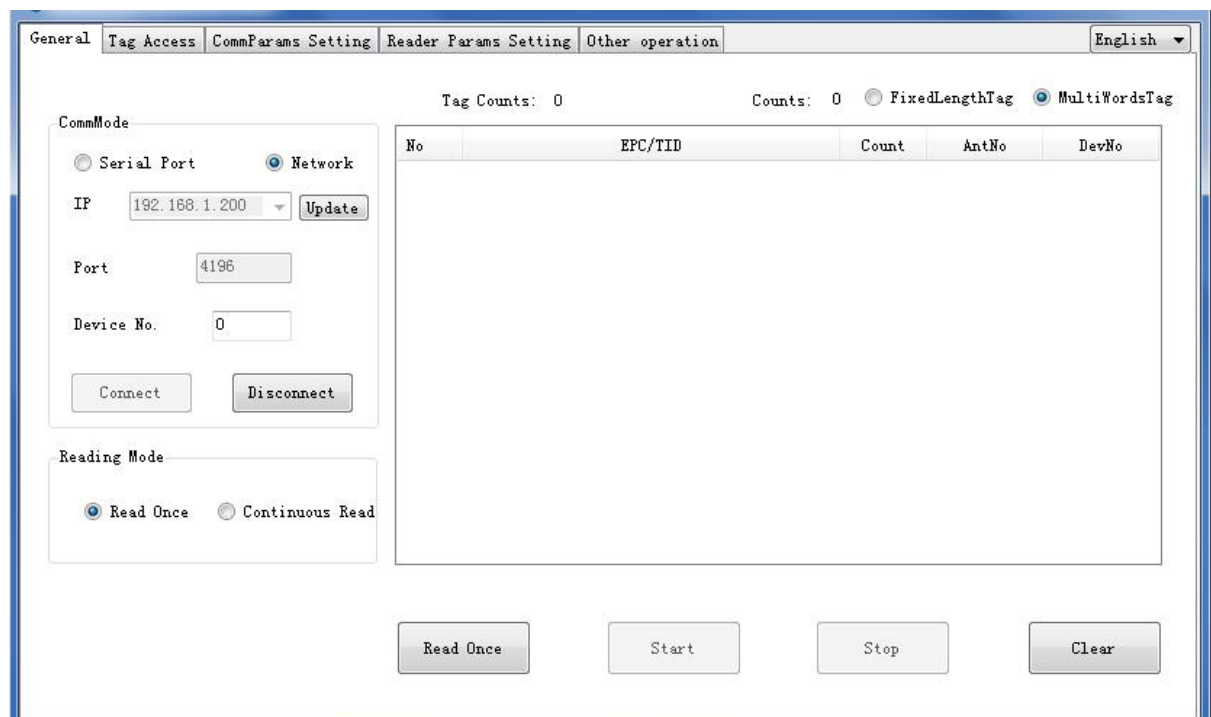 General Tag Access CommParams Setting Reader Params Setting Other operation English
Tag Counts: 0 Counts: 0 FixedLengthTag MultiWordsTag
CommMode
Serial Port Network
IP 192.168.1.200 Update
Port 4196
Device No. 0
Connect Disconnect
Reading Mode
Read Once Continuous Read
No EPC/TID Count AntNo DevNo
Read Once Start Stop Clear